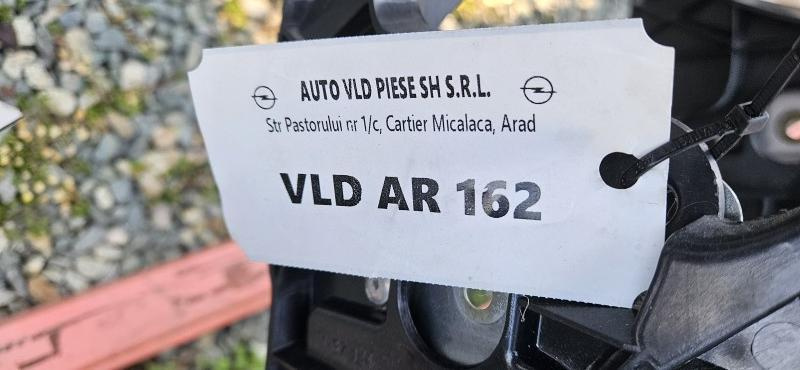 AUTO VLD PIESE SH S.R.L.
Str Pastorului nr 1/c, Cartier Micalaca, Arad
VLD AR 162